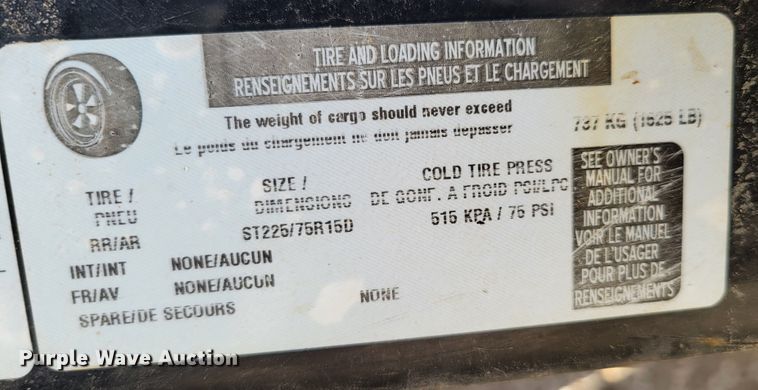 TIRE AND LOADING INFORMATION
RENSEIGNEMENTS SUR LES PNEUS ET LE CHARGEMENT
The weight of cargo should never exceed
Le poids du chargement ne doit jamais depasser
737 KG (1625 LB)
TIRE / SIZE / COLD TIRE PRESS
PNEU DIMENSIONS DE GONF. A FROID PSI/LPC
RR/AR ST225/75R15D 515 KPA / 75 PSI
INT/INT NONE/AUCUN
FR/AV NONE/AUCUN
SPARE/DE SECOURS NONE
SEE OWNER'S
MANUAL FOR
ADDITIONAL
INFORMATION
VOIR LE MANUEL
DE L'USAGER
POUR PLUS DE
RENSEIGNEMENTS
Purple Wave Auction